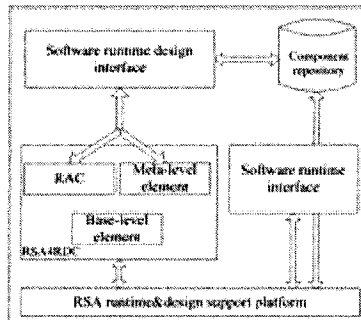 Software runtime design
interface
Component
repository
RAC
Meta-level
element
Software runtime
interface
Base-level
element
RSA4RDC
RSA runtime&design support platform